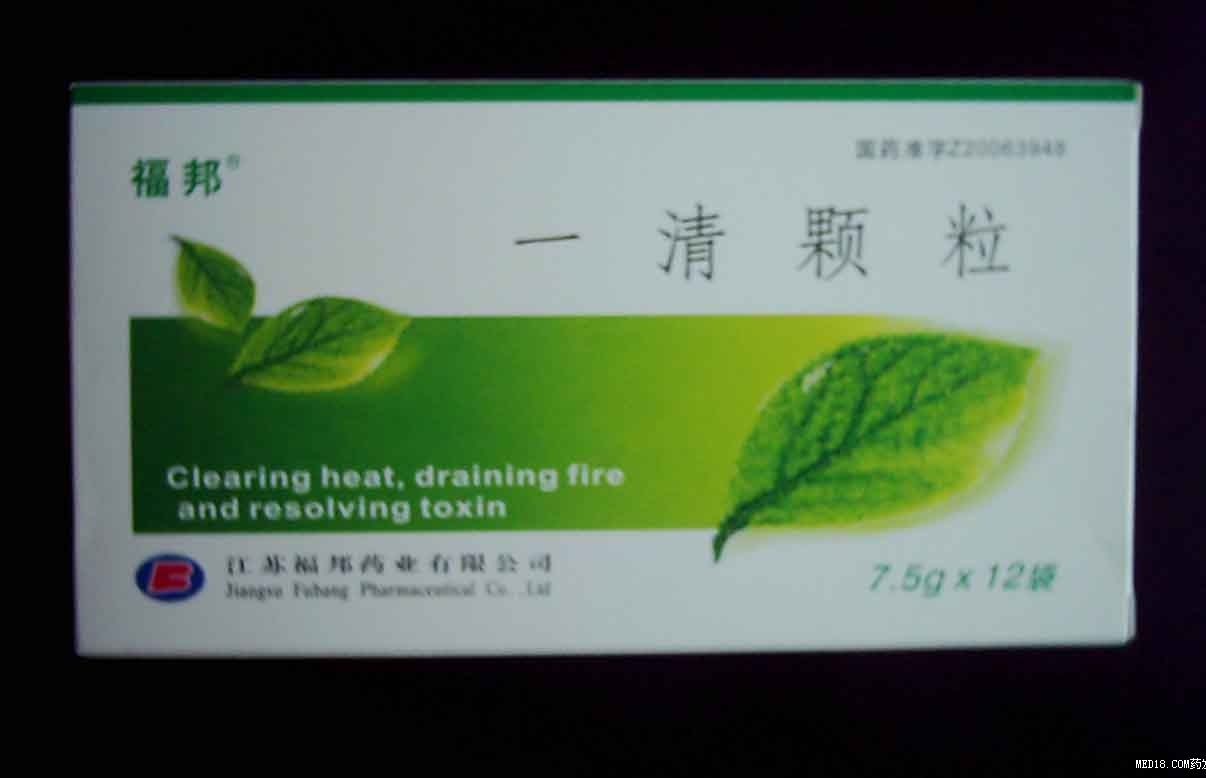 福邦®
国药准字Z20063948
一清颗粒
Clearing heat, draining fire
and resolving toxin
江苏福邦药业有限公司
Jiangsu Fubang Pharmaceutical Co.,Ltd
7.5g x 12袋
MED18.COM药